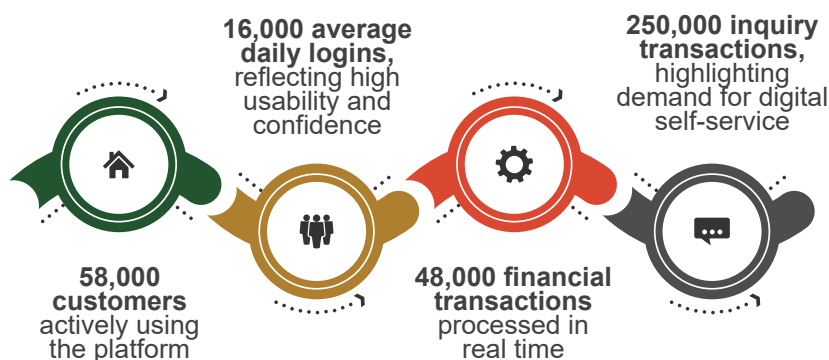 58,000
customers
actively using
the platform
16,000 average
daily logins,
reflecting high
usability and
confidence
48,000 financial
transactions
processed in
real time
250,000 inquiry
transactions,
highlighting
demand for digital
self-service